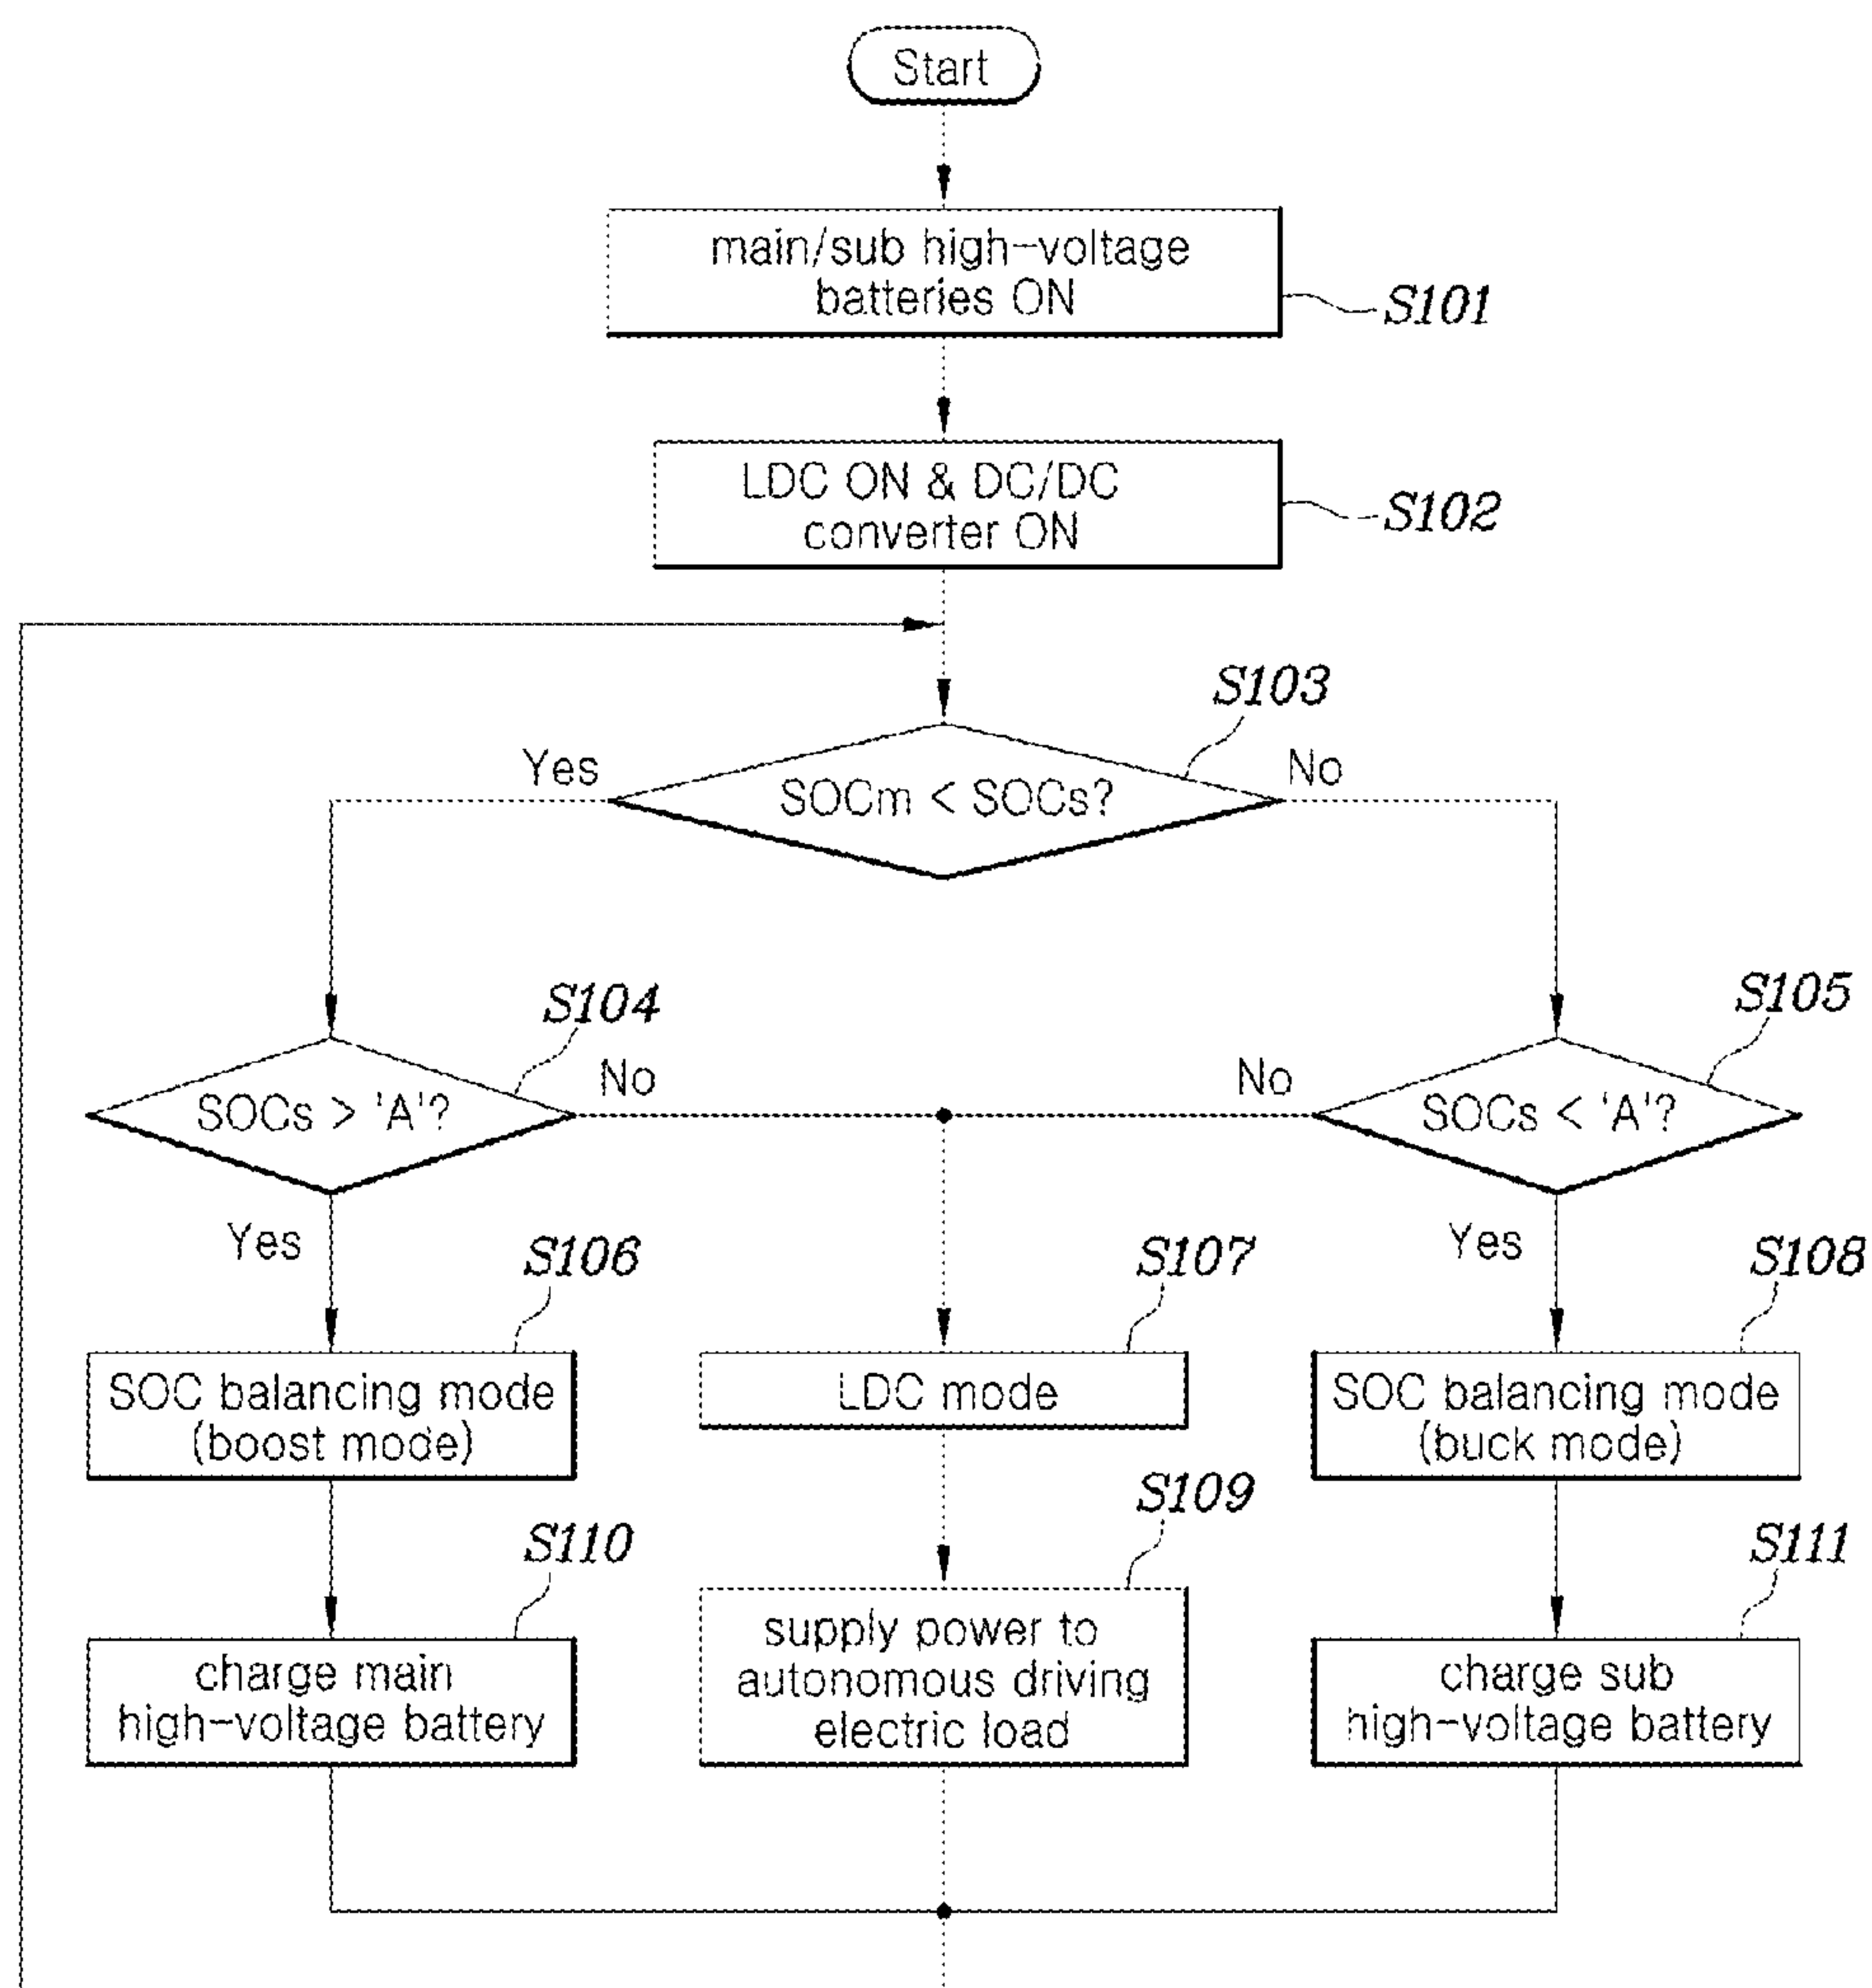 Start
main/sub high-voltage
batteries ON
S101
LDC ON & DC/DC
converter ON
S102
S103
Yes
SOCm < SOCs?
No
S104
S105
SOCs > 'A'?
No
No
SOCs < 'A'?
Yes
S106
S107
Yes
S108
SOC balancing mode
(boost mode)
LDC mode
SOC balancing mode
(buck mode)
S110
S109
S111
charge main
high-voltage battery
supply power to
autonomous driving
electric load
charge sub
high-voltage battery